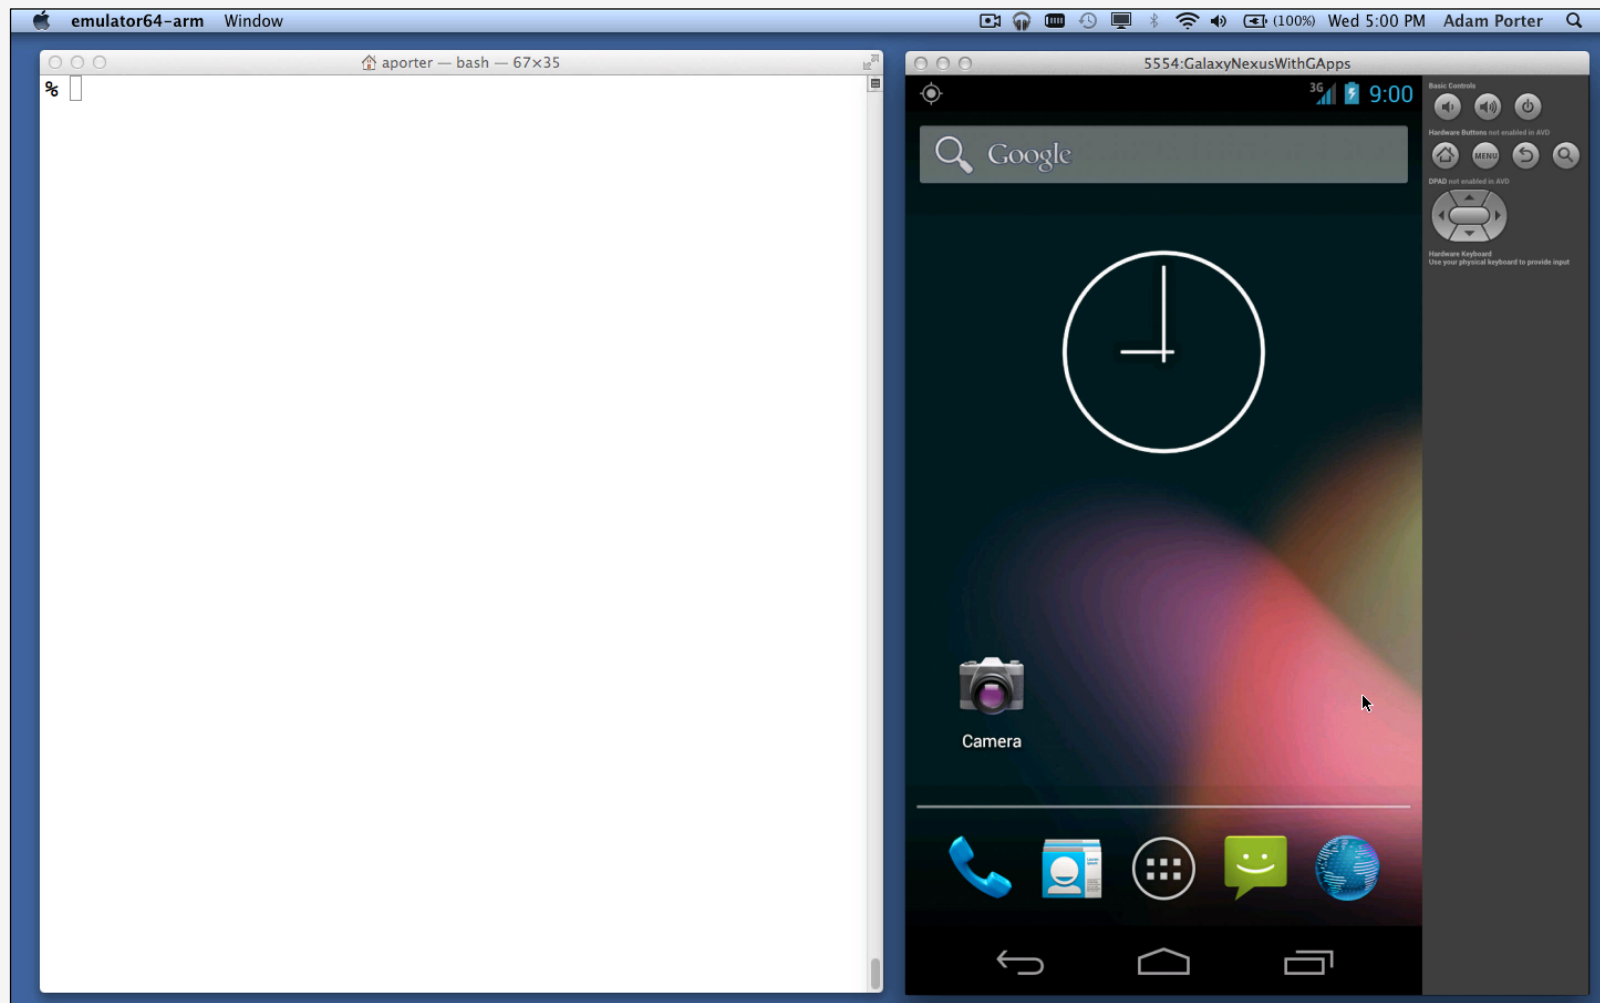 emulator64-arm Window (100%) Wed 5:00 PM Adam Porter
aporter — bash — 67×35
%
5554:GalaxyNexusWithGApps
3G 9:00
Google
Camera
Basic Controls
Hardware Buttons not enabled in AVD
MENU
DPAD not enabled in AVD
Hardware Keyboard
Use your physical keyboard to provide input